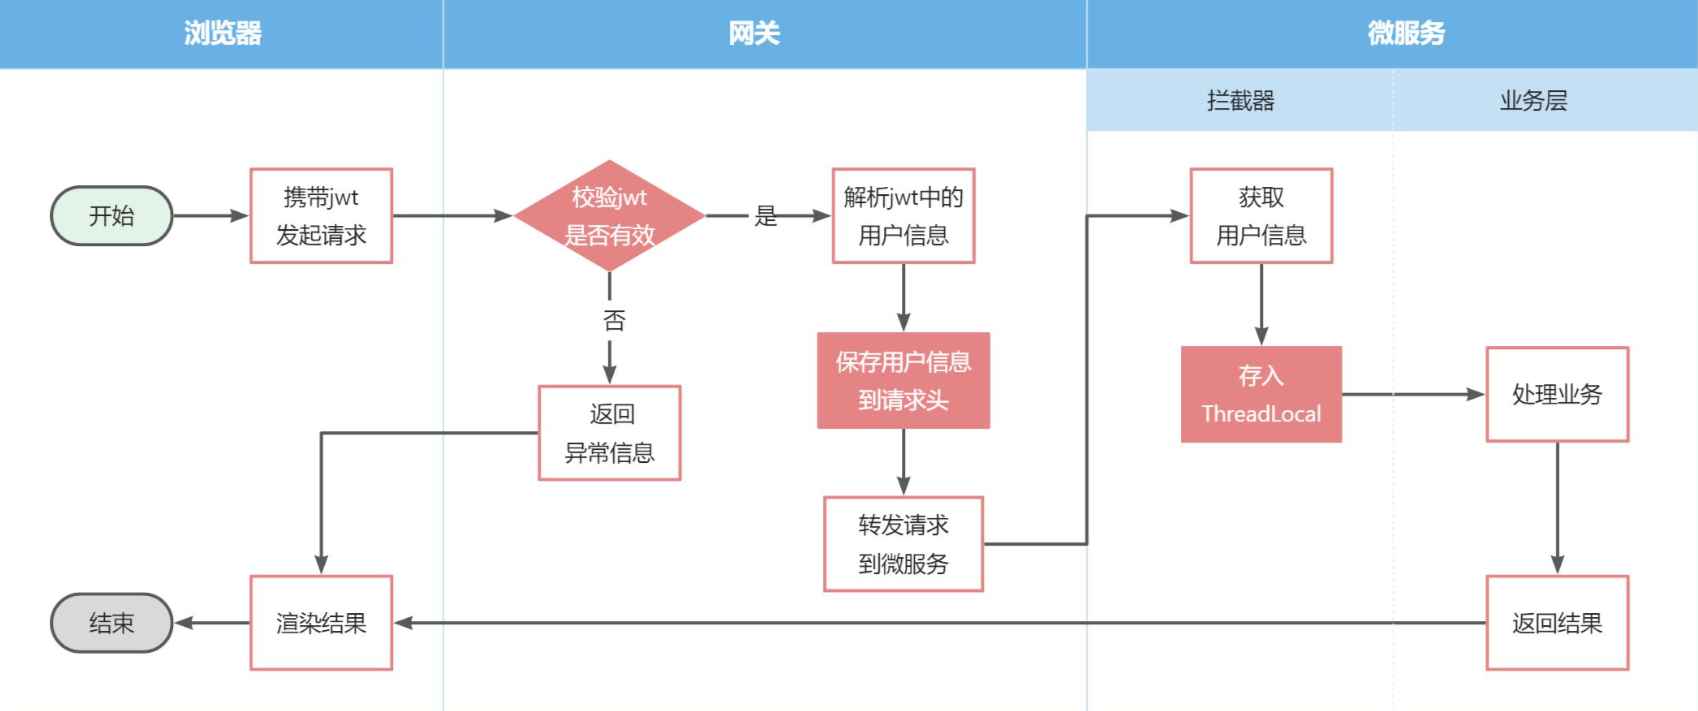 浏览器
网关
微服务
拦截器
业务层
开始
携带jwt
发起请求
校验jwt
是否有效
是
解析jwt中的
用户信息
获取
用户信息
否
保存用户信息
到请求头
存入
ThreadLocal
处理业务
返回
异常信息
转发请求
到微服务
结束
渲染结果
返回结果